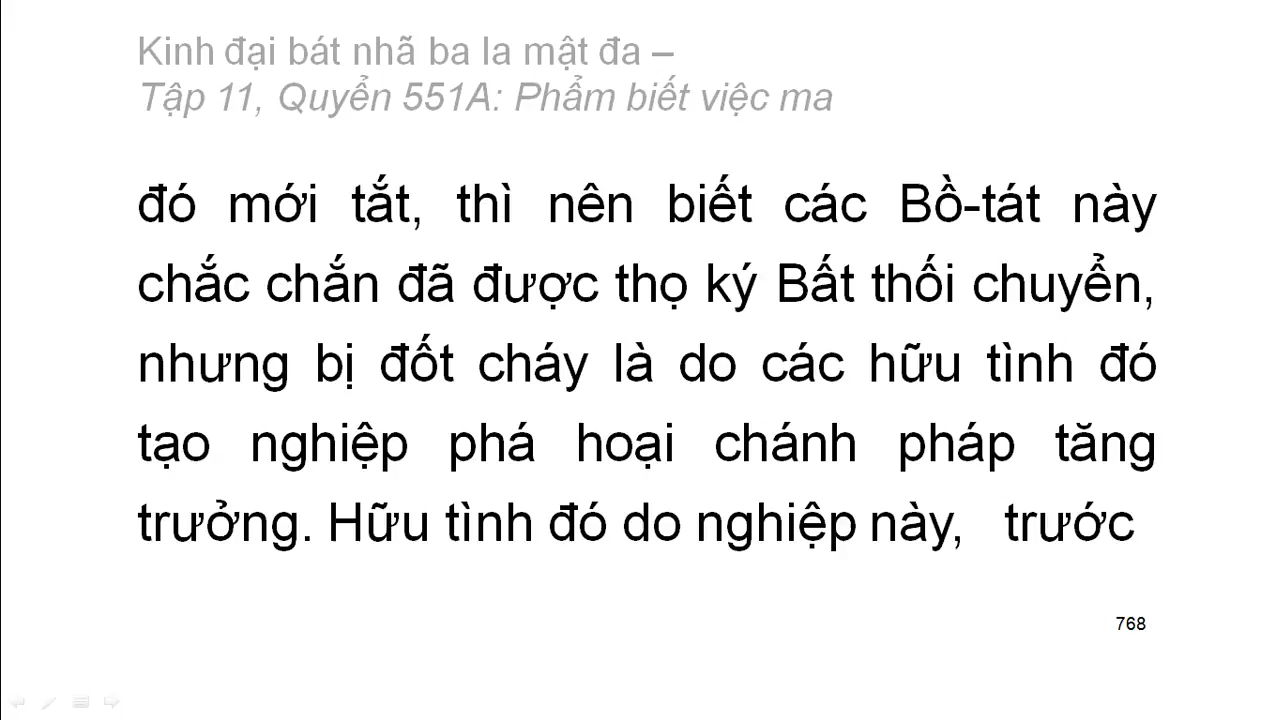 Kinh đại bát nhã ba la mật đa –
Tập 11, Quyển 551A: Phẩm biết việc ma
đó mới tắt, thì nên biết các Bồ-tát này
chắc chắn đã được thọ ký Bất thối chuyển,
nhưng bị đốt cháy là do các hữu tình đó
tạo nghiệp phá hoại chánh pháp tăng
trưởng. Hữu tình đó do nghiệp này, trước
768